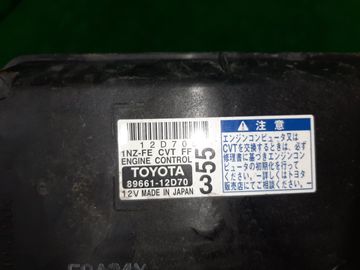 12D70
1NZ-FE CVT FF
ENGINE CONTROL
TOYOTA
89661-12D70
12V MADE IN JAPAN
355
⚠注意
エンジンコンピュータ又は
CVTを交換するときは、必ず
修理書に基づきエンジンコン
ピュータの初期化を行って
ください。詳しくはトヨタ
販売店にてご相談ください。